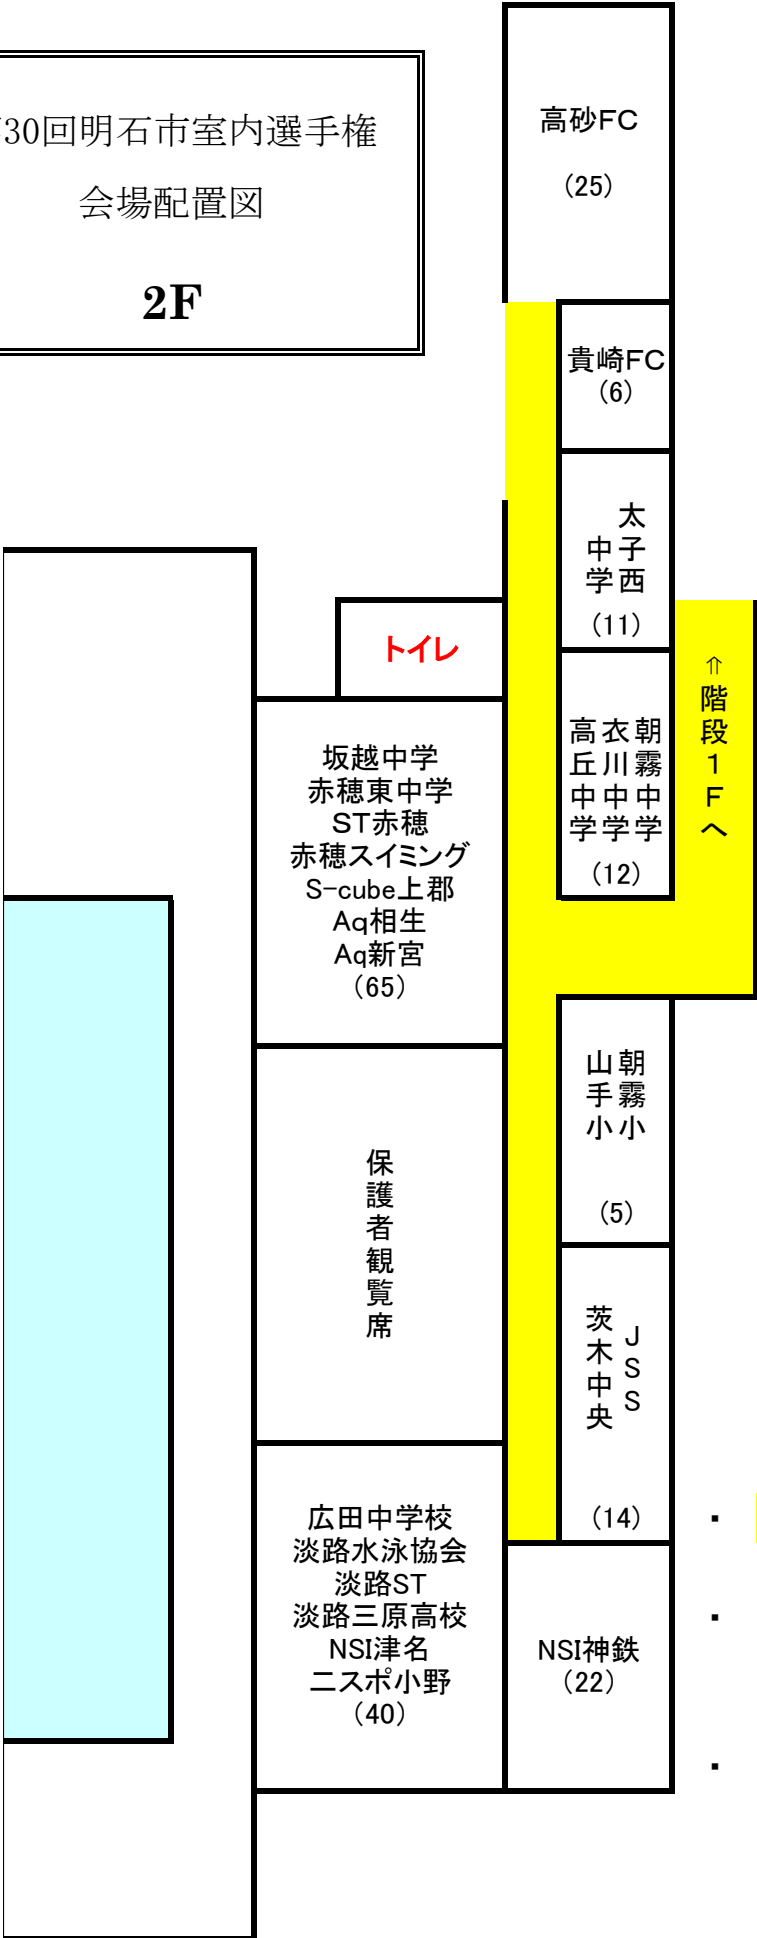 30回明石市室内選手権
会場配置図
2F
高砂FC
(25)
貴崎FC
(6)
太子西
中学
(11)
トイレ
朝霧中学
衣川中学
高丘中学
(12)
⇑階段1Fへ
坂越中学
赤穂東中学
ST赤穂
赤穂スイミング
S-cube上郡
Aq相生
Aq新宮
(65)
朝霧小
山手小
(5)
保護者観覧席
JSS
茨木中央
(14)
広田中学校
淡路水泳協会
淡路ST
淡路三原高校
NSI津名
ニスポ小野
(40)
NSI神鉄
(22)